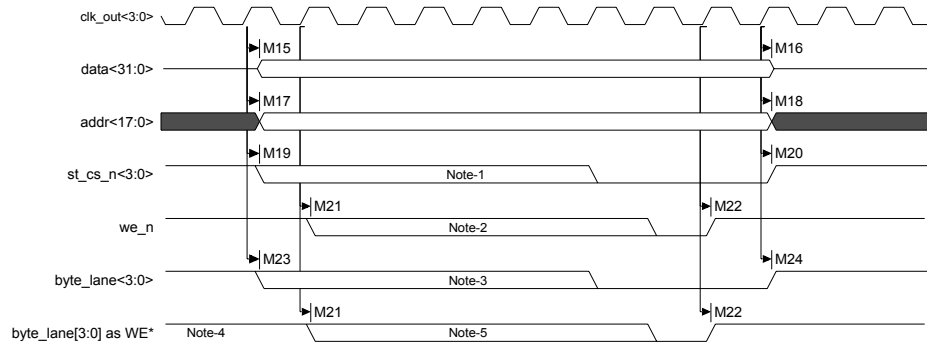 clk_out<3:0>
M15 M16
data<31:0>
M17 M18
addr<17:0>
M19 M20
st_cs_n<3:0> Note-1
M21 M22
we_n Note-2
M23 M24
byte_lane<3:0> Note-3
M21 M22
byte_lane[3:0] as WE* Note-4 Note-5